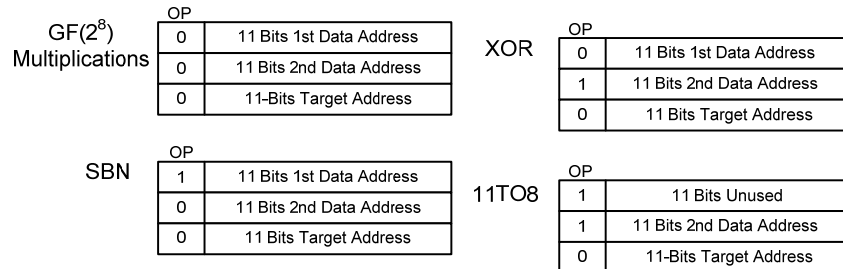 GF(2⁸)
Multiplications
OP
0 11 Bits 1st Data Address
0 11 Bits 2nd Data Address
0 11-Bits Target Address
XOR
OP
0 11 Bits 1st Data Address
1 11 Bits 2nd Data Address
0 11 Bits Target Address
SBN
OP
1 11 Bits 1st Data Address
0 11 Bits 2nd Data Address
0 11 Bits Target Address
11TO8
OP
1 11 Bits Unused
1 11 Bits 2nd Data Address
0 11-Bits Target Address